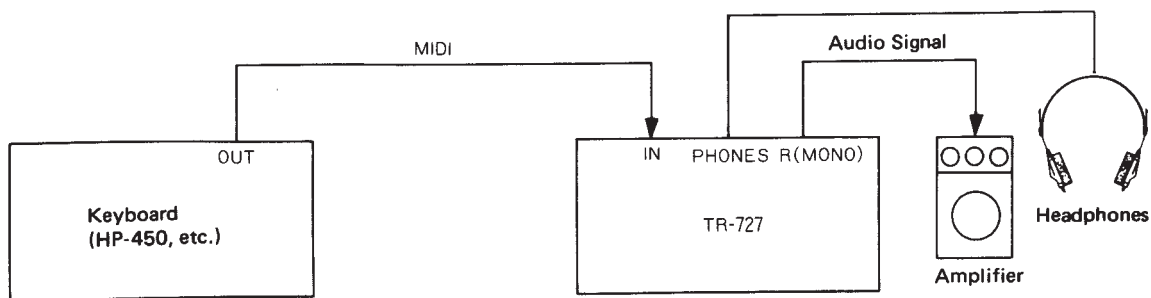 MIDI
Audio Signal
OUT
IN PHONES R(MONO)
Keyboard
(HP-450, etc.)
TR-727
Headphones
Amplifier